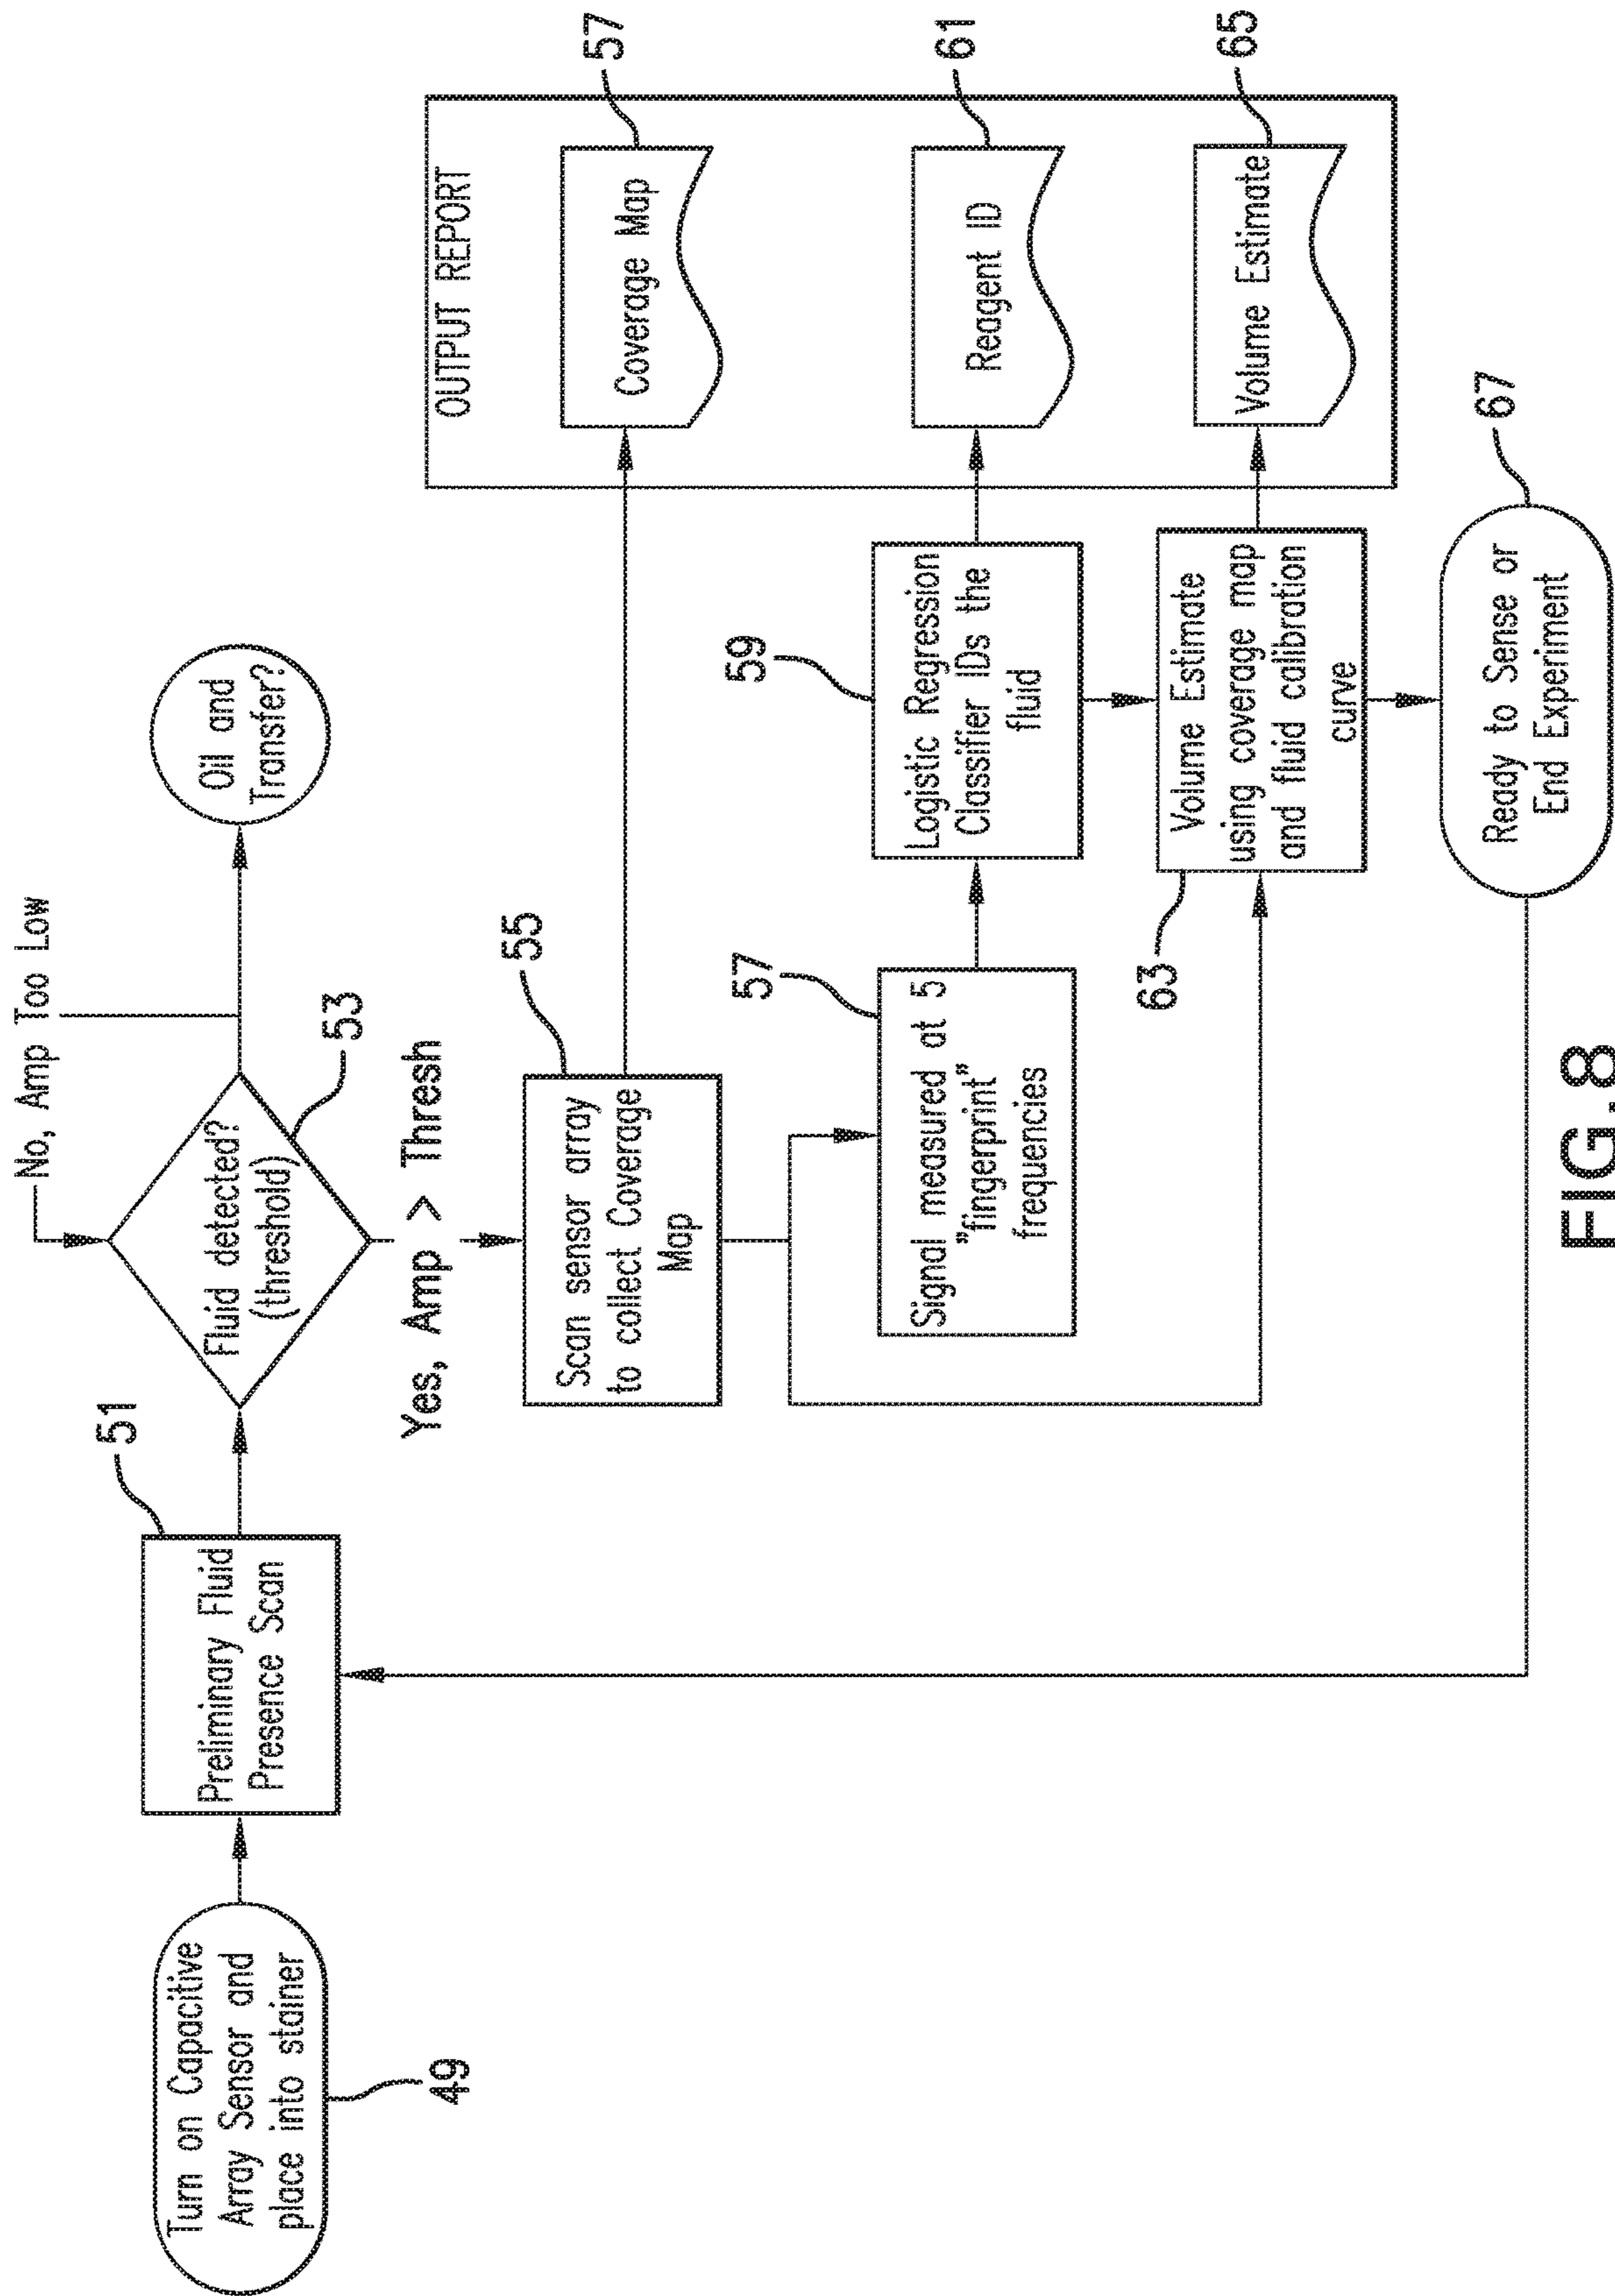 Turn on Capacitive
Array Sensor and
place into stainer
49
Preliminary Fluid
Presence Scan
51
No, Amp Too Low
Fluid detected?
(threshold)
53
Oil and
Transfer?
Yes, Amp > Thresh
Scan sensor array
to collect Coverage
Map
55
Signal measured at 5
"fingerprint"
frequencies
57
Logistic Regression
Classifier IDs the
fluid
59
Volume Estimate
using coverage map
and fluid calibration
curve
63
OUTPUT REPORT
Coverage Map
57
Reagent ID
61
Volume Estimate
65
Ready to Sense or
End Experiment
67
FIG.8